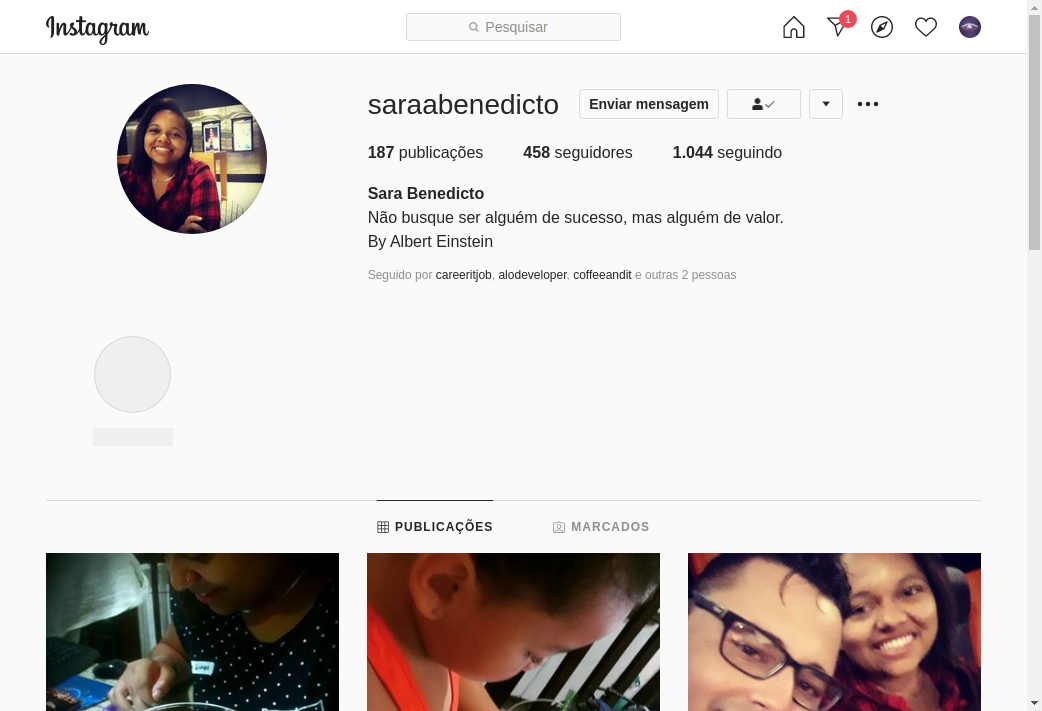 Instagram
Pesquisar
1
saraabenedicto
Enviar mensagem
187 publicações 458 seguidores 1.044 seguindo
Sara Benedicto
Não busque ser alguém de sucesso, mas alguém de valor.
By Albert Einstein
Seguido por careeritjob, alodeveloper, coffeeandit e outras 2 pessoas
PUBLICAÇÕES
MARCADOS